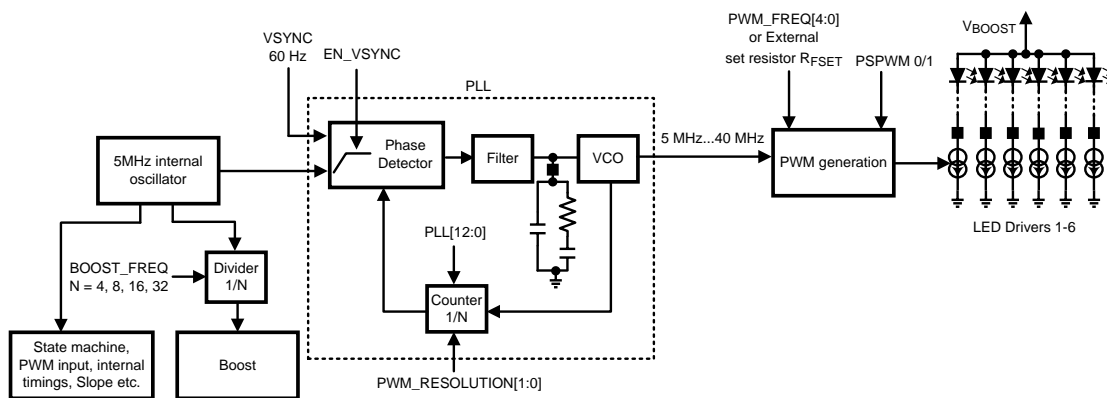 VSYNC
60 Hz
EN_VSYNC
PLL
PWM_FREQ[4:0]
or External
set resistor RFSET
PSPWM 0/1
VBOOST
5MHz internal
oscillator
Phase
Detector
Filter
VCO
5 MHz...40 MHz
PWM generation
LED Drivers 1-6
PLL[12:0]
BOOST_FREQ
N = 4, 8, 16, 32
Divider
1/N
Counter
1/N
State machine,
PWM input, internal
timings, Slope etc.
Boost
PWM_RESOLUTION[1:0]